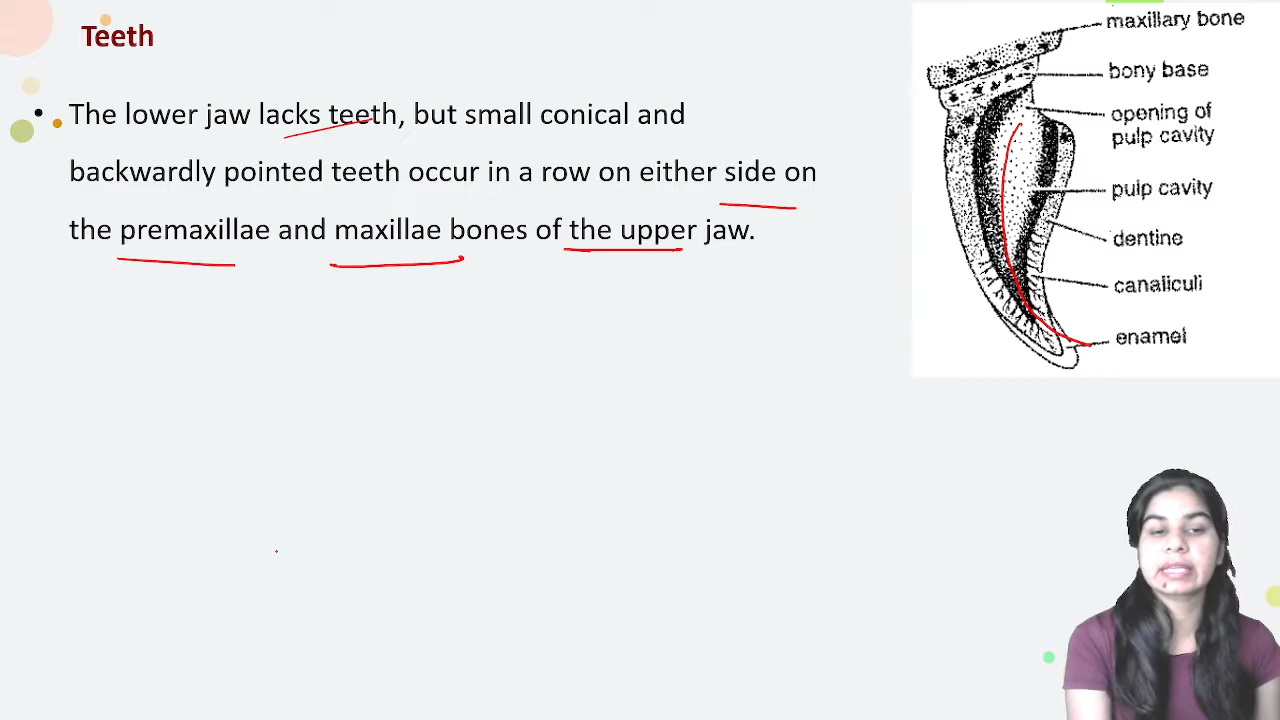 Teeth
• The lower jaw lacks teeth, but small conical and
backwardly pointed teeth occur in a row on either side on
the premaxillae and maxillae bones of the upper jaw.
maxillary bone
bony base
opening of
pulp cavity
pulp cavity
dentine
canaliculi
enamel